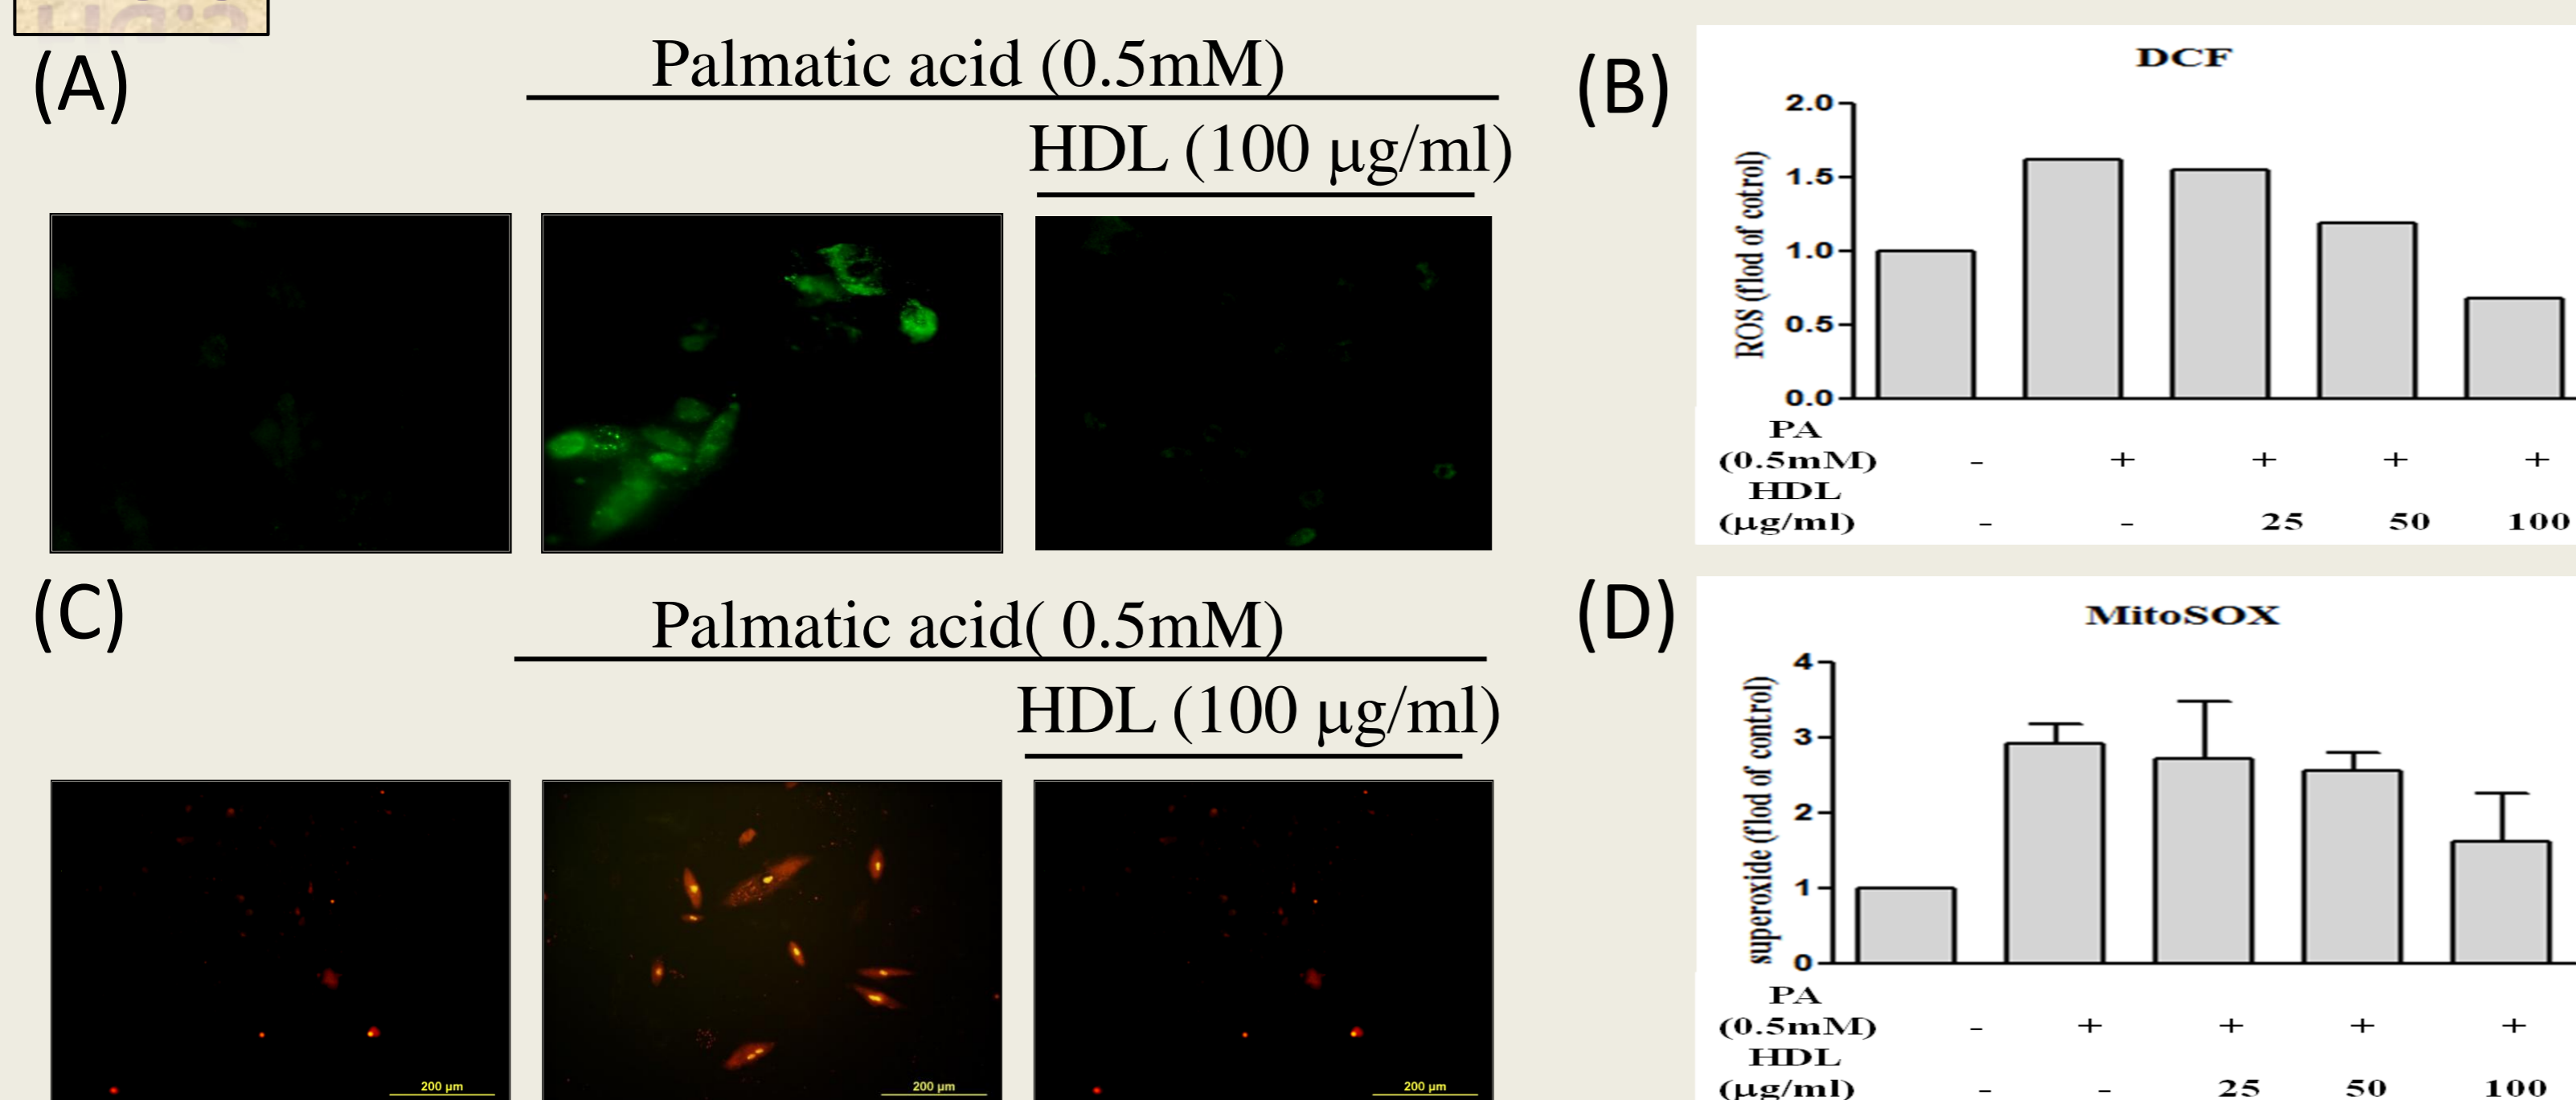 (A)
Palmatic acid (0.5mM)
HDL (100 μg/ml)
(B)
DCF
ROS (flod of cotrol)
2.0
1.5
1.0
0.5
0.0
PA
(0.5mM) - + + + +
HDL
(μg/ml) - - 25 50 100
(C)
Palmatic acid( 0.5mM)
HDL (100 μg/ml)
200 μm
200 μm
200 μm
(D)
MitoSOX
superoxide (flod of control)
4
3
2
1
0
PA
(0.5mM) - + + + +
HDL
(μg/ml) - - 25 50 100